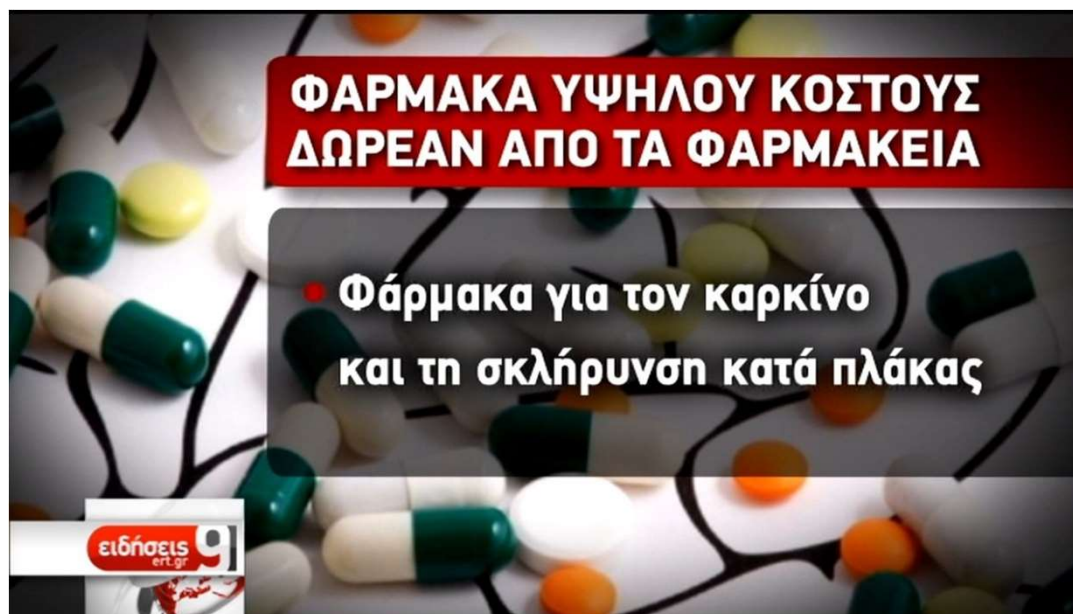 ΦΑΡΜΑΚΑ ΥΨΗΛΟΥ ΚΟΣΤΟΥΣ
ΔΩΡΕΑΝ ΑΠΟ ΤΑ ΦΑΡΜΑΚΕΙΑ
• Φάρμακα για τον καρκίνο
και τη σκλήρυνση κατά πλάκας
ειδήσεις 9
ert.gr